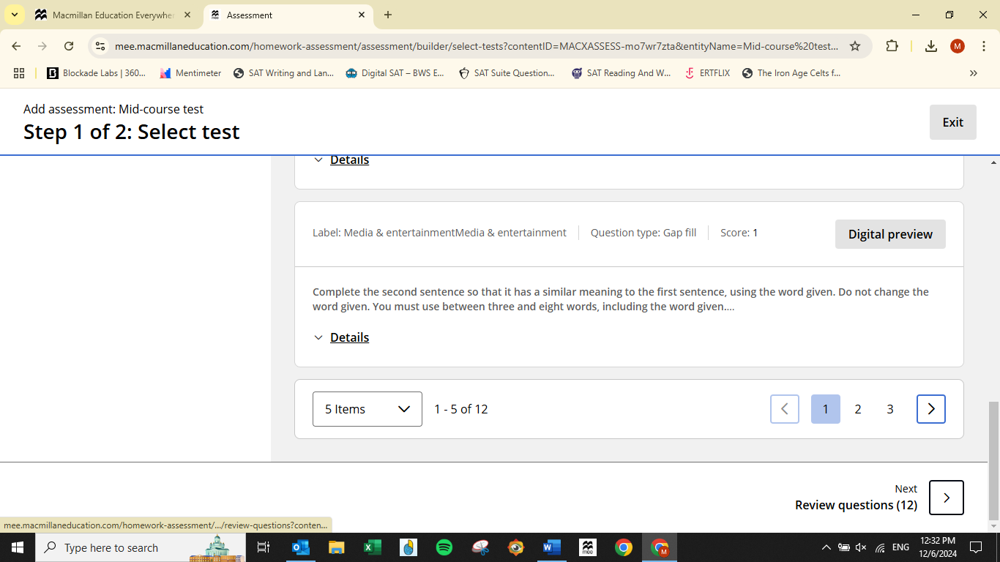 Macmillan Education Everywhe
Assessment
mee.macmillaneducation.com/homework-assessment/assessment/builder/select-tests?contentID=MACXASSESS-mo7wr7zta&entityName=Mid-course%20test...
M
Blockade Labs | 360...
Mentimeter
SAT Writing and Lan...
Digital SAT – BWS E...
SAT Suite Question...
SAT Reading And W...
ERTFLIX
The Iron Age Celts f...
Add assessment: Mid-course test
Step 1 of 2: Select test
Exit
Details
Label: Media & entertainmentMedia & entertainment
Question type: Gap fill
Score: 1
Digital preview
Complete the second sentence so that it has a similar meaning to the first sentence, using the word given. Do not change the
word given. You must use between three and eight words, including the word given....
Details
5 Items
1 - 5 of 12
1 2 3
Next
Review questions (12)
mee.macmillaneducation.com/homework-assessment/.../review-questions?conten...
Type here to search
mee
M
ENG
12:32 PM
12/6/2024